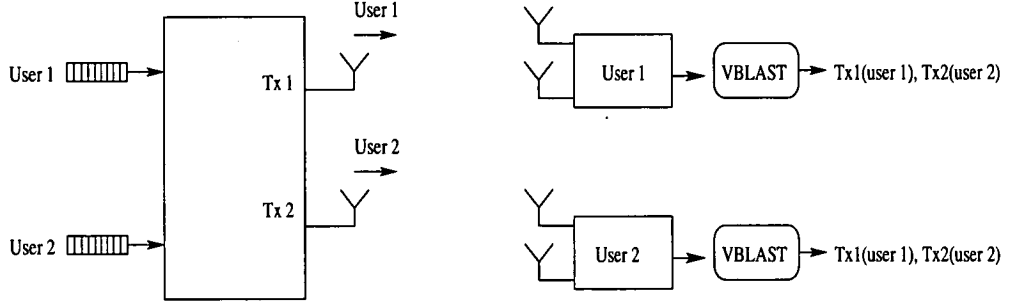 User 1
User 1
Tx 1
User 2
Tx 2
User 2
User 1
VBLAST
Tx1(user 1), Tx2(user 2)
User 2
VBLAST
Tx1(user 1), Tx2(user 2)